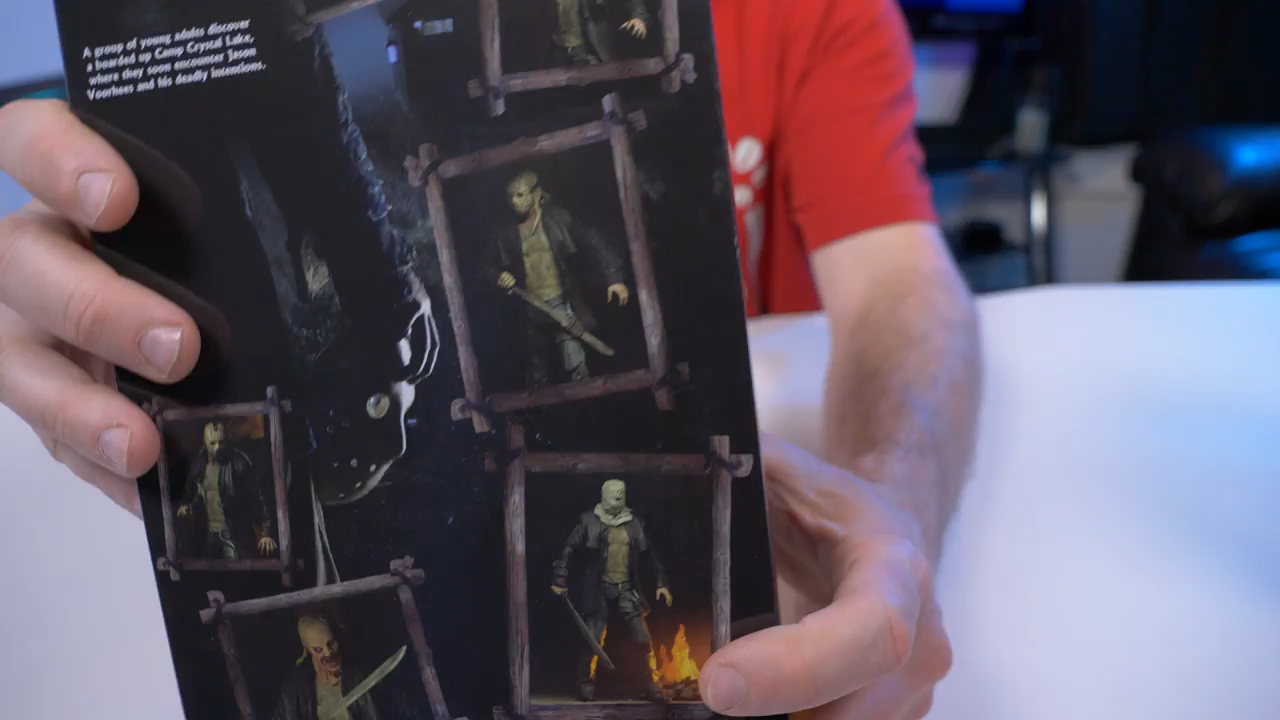 A group of young adults discover
a boarded up Camp Crystal Lake,
where they soon encounter Jason
Voorhees and his deadly intentions.